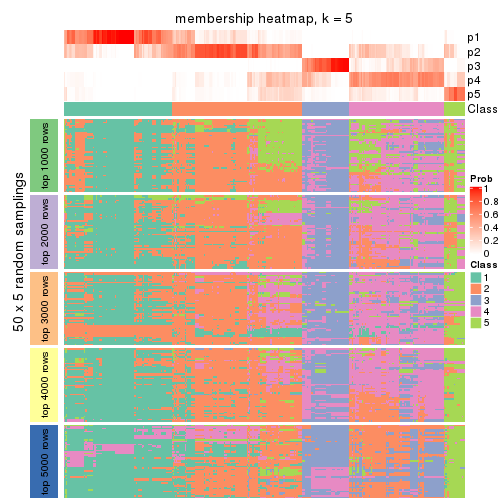 membership heatmap, k = 5
p1
p2
p3
p4
p5
Class
50 x 5 random samplings
top 1000 rows
top 2000 rows
top 3000 rows
top 4000 rows
top 5000 rows
Prob
1
0.8
0.6
0.4
0.2
0
Class
1
2
3
4
5